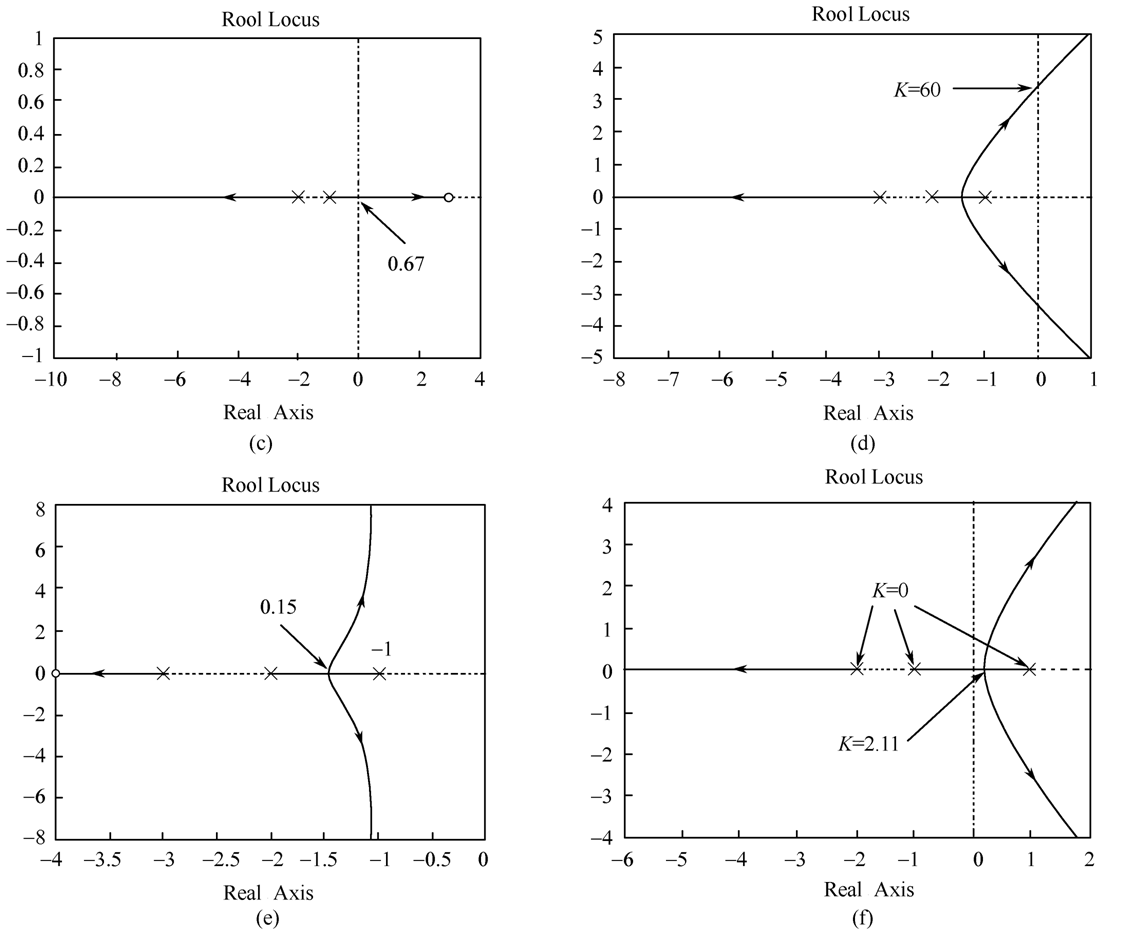 Rool Locus
1
0.8
0.6
0.4
0.2
0
−0.2
−0.4
−0.6
−0.8
−1
0.67
−10 −8 −6 −4 −2 0 2 4
Real Axis
(c)
Rool Locus
5
4
3
2
1
0
−1
−2
−3
−4
−5
K=60
−8 −7 −6 −5 −4 −3 −2 −1 0 1
Real Axis
(d)
Rool Locus
8
6
4
2
0
−2
−4
−6
−8
0.15
−1
−4 −3.5 −3 −2.5 −2 −1.5 −1 −0.5 0
Real Axis
(e)
Rool Locus
4
3
2
1
0
−1
−2
−3
−4
K=0
K=2.11
−6 −5 −4 −3 −2 −1 0 1 2
Real Axis
(f)